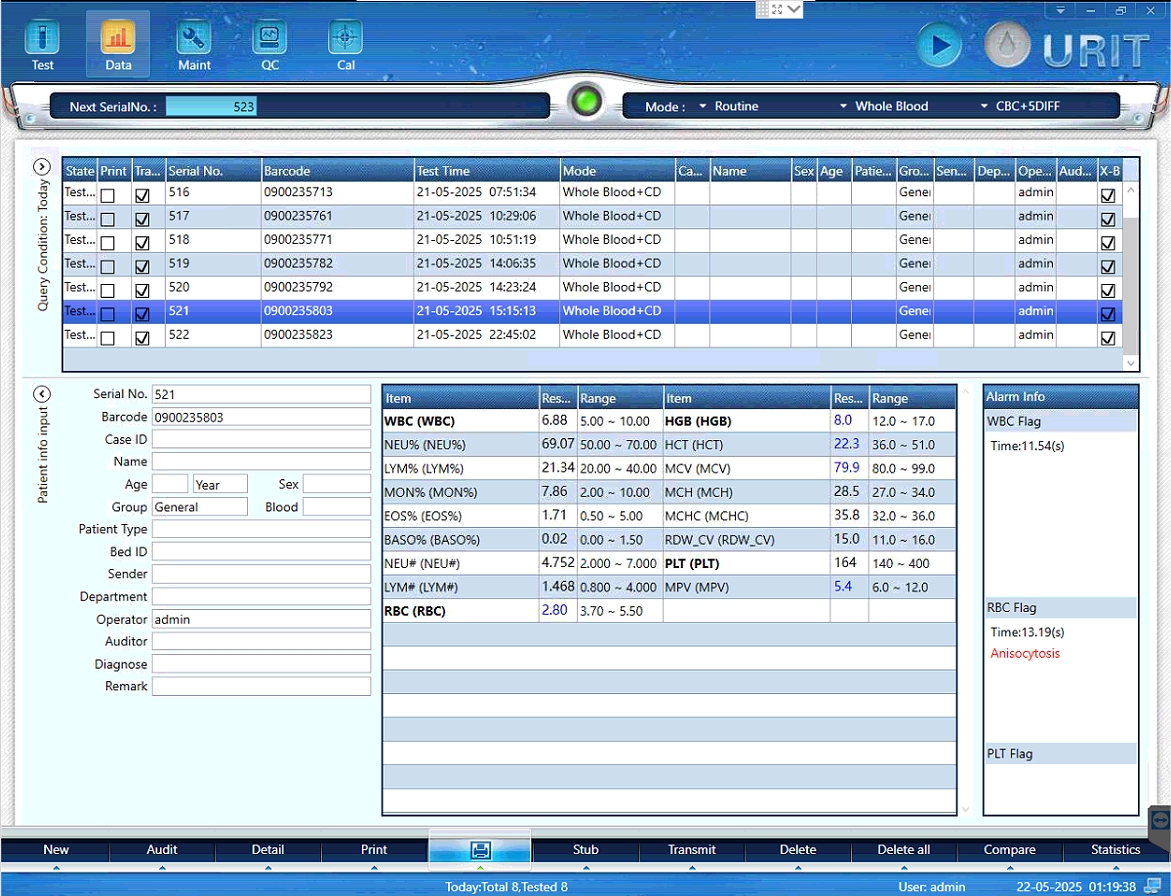 URIT
Test Data Maint QC Cal
Next SerialNo. : 523 Mode : Routine Whole Blood CBC+5DIFF
Query Condition: Today
State Print Tra... Serial No. Barcode Test Time Mode Ca... Name Sex Age Patie... Gro... Sen... Dep... Ope... Aud... X-B
Test... 516 0900235713 21-05-2025 07:51:34 Whole Blood+CD Gene admin
Test... 517 0900235761 21-05-2025 10:29:06 Whole Blood+CD Gene admin
Test... 518 0900235771 21-05-2025 10:51:19 Whole Blood+CD Gene admin
Test... 519 0900235782 21-05-2025 14:06:35 Whole Blood+CD Gene admin
Test... 520 0900235792 21-05-2025 14:23:24 Whole Blood+CD Gene admin
Test... 521 0900235803 21-05-2025 15:15:13 Whole Blood+CD Gene admin
Test... 522 0900235823 21-05-2025 22:45:02 Whole Blood+CD Gene admin
Patient info input
Serial No. 521
Barcode 0900235803
Case ID
Name
Age Year Sex
Group General Blood
Patient Type
Bed ID
Sender
Department
Operator admin
Auditor
Diagnose
Remark
Item Res... Range Item Res... Range
WBC (WBC) 6.88 5.00 ~ 10.00 HGB (HGB) 8.0 12.0 ~ 17.0
NEU% (NEU%) 69.07 50.00 ~ 70.00 HCT (HCT) 22.3 36.0 ~ 51.0
LYM% (LYM%) 21.34 20.00 ~ 40.00 MCV (MCV) 79.9 80.0 ~ 99.0
MON% (MON%) 7.86 2.00 ~ 10.00 MCH (MCH) 28.5 27.0 ~ 34.0
EOS% (EOS%) 1.71 0.50 ~ 5.00 MCHC (MCHC) 35.8 32.0 ~ 36.0
BASO% (BASO%) 0.02 0.00 ~ 1.50 RDW_CV (RDW_CV) 15.0 11.0 ~ 16.0
NEU# (NEU#) 4.752 2.000 ~ 7.000 PLT (PLT) 164 140 ~ 400
LYM# (LYM#) 1.468 0.800 ~ 4.000 MPV (MPV) 5.4 6.0 ~ 12.0
RBC (RBC) 2.80 3.70 ~ 5.50
Alarm Info
WBC Flag
Time:11.54(s)
RBC Flag
Time:13.19(s)
Anisocytosis
PLT Flag
New Audit Detail Print Stub Transmit Delete Delete all Compare Statistics
Today:Total 8,Tested 8 User: admin 22-05-2025 01:19:38